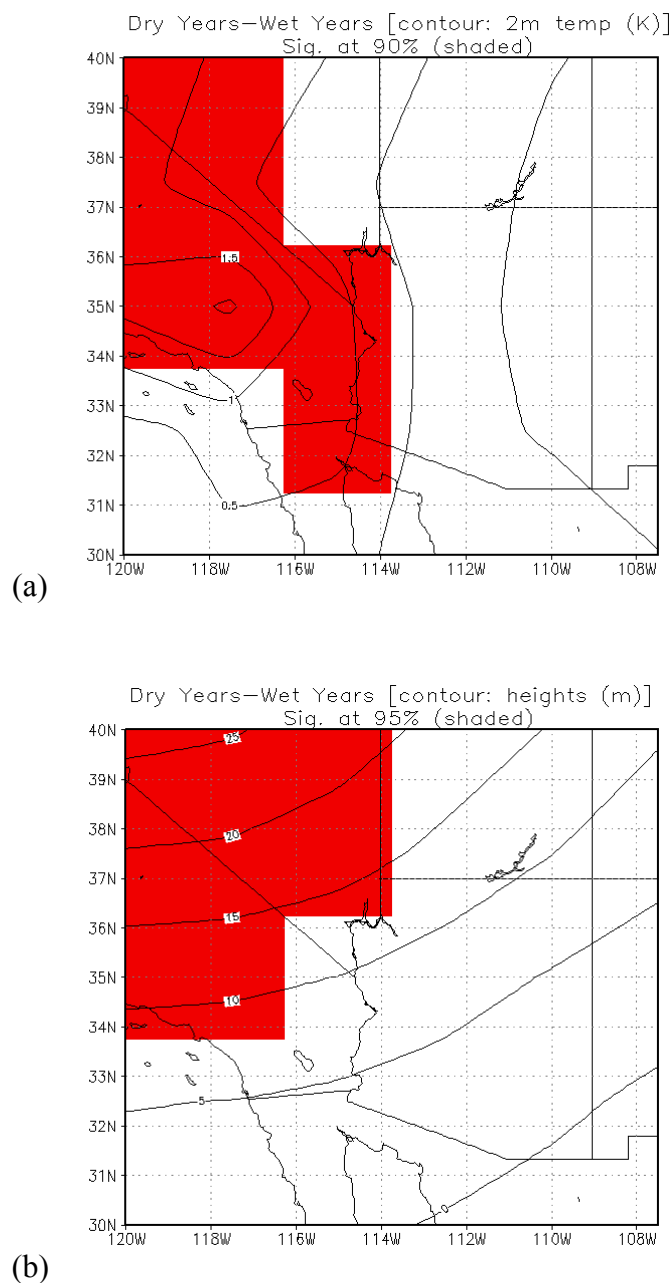 Dry Years−Wet Years [contour: 2m temp (K)]
Sig. at 90% (shaded)
40N
39N
38N
37N
36N
1.5
35N
34N
33N
1
32N
31N
0.5
30N
120W 118W 116W 114W 112W 110W 108W
(a)
Dry Years−Wet Years [contour: heights (m)]
Sig. at 95% (shaded)
40N
25
39N
38N
20
37N
36N
15
35N
34N
10
33N
5
32N
31N
0
30N
120W 118W 116W 114W 112W 110W 108W
(b)